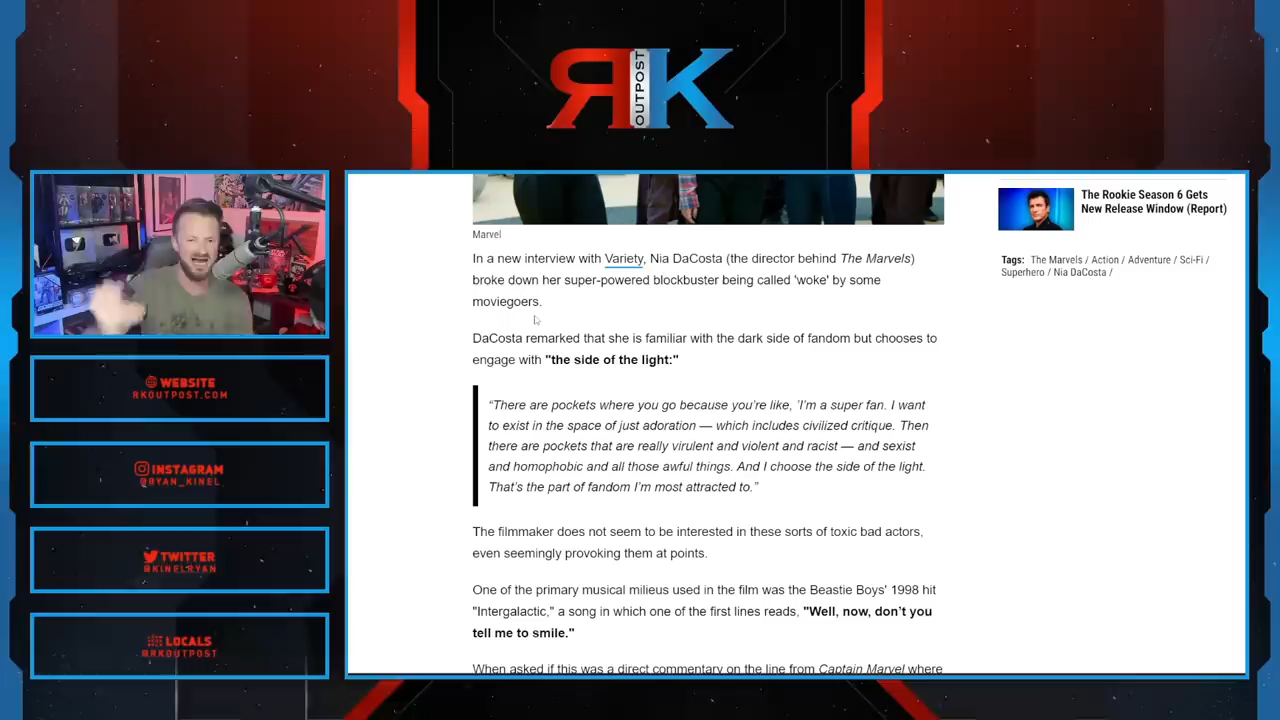 RK
OUTPOST
WEBSITE
RKOUTPOST.COM
INSTAGRAM
@RYAN_KINEL
TWITTER
@KINELRYAN
LOCALS
@RKOUTPOST
Marvel
In a new interview with Variety, Nia DaCosta (the director behind The Marvels)
broke down her super-powered blockbuster being called 'woke' by some
moviegoers.
DaCosta remarked that she is familiar with the dark side of fandom but chooses to
engage with "the side of the light:"
“There are pockets where you go because you’re like, ’I’m a super fan. I want
to exist in the space of just adoration — which includes civilized critique. Then
there are pockets that are really virulent and violent and racist — and sexist
and homophobic and all those awful things. And I choose the side of the light.
That’s the part of fandom I’m most attracted to.”
The filmmaker does not seem to be interested in these sorts of toxic bad actors,
even seemingly provoking them at points.
One of the primary musical milieus used in the film was the Beastie Boys' 1998 hit
"Intergalactic," a song in which one of the first lines reads, "Well, now, don’t you
tell me to smile."
When asked if this was a direct commentary on the line from Captain Marvel where
The Rookie Season 6 Gets
New Release Window (Report)
Tags: The Marvels / Action / Adventure / Sci-Fi /
Superhero / Nia DaCosta /